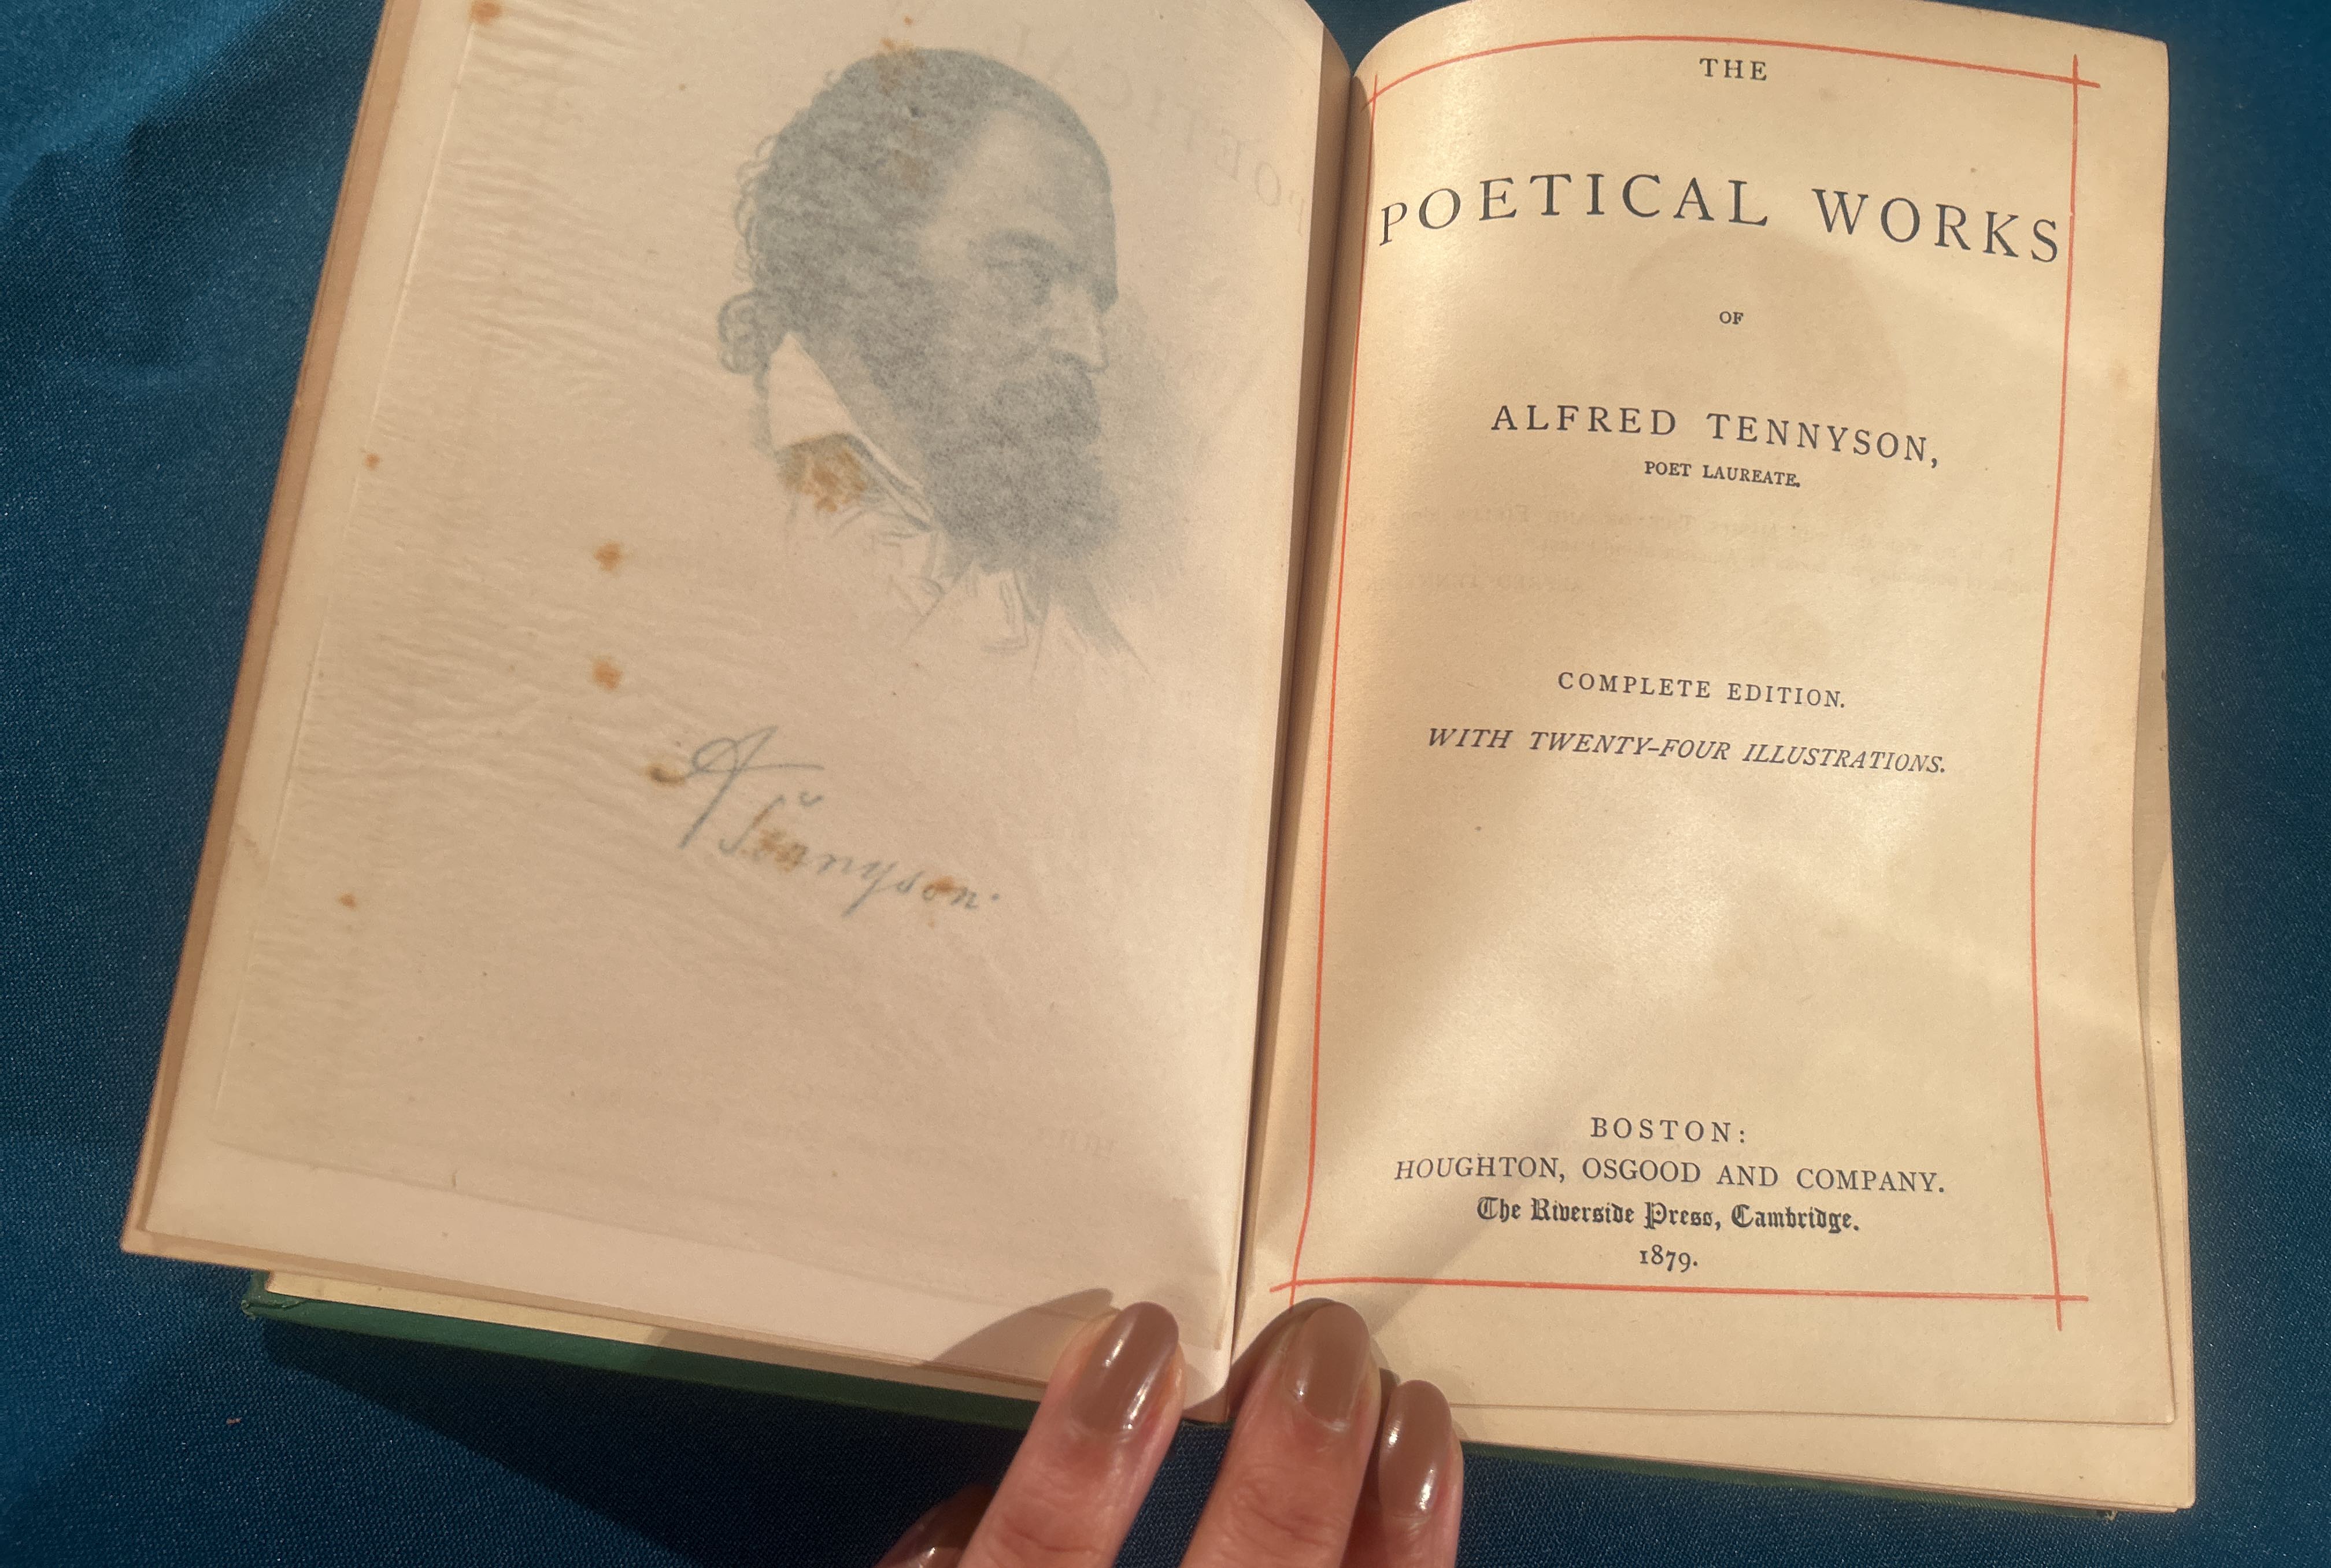 A Tennyson.
THE
POETICAL WORKS
OF
ALFRED TENNYSON,
POET LAUREATE.
COMPLETE EDITION.
WITH TWENTY-FOUR ILLUSTRATIONS.
BOSTON:
HOUGHTON, OSGOOD AND COMPANY.
The Riverside Press, Cambridge.
1879.